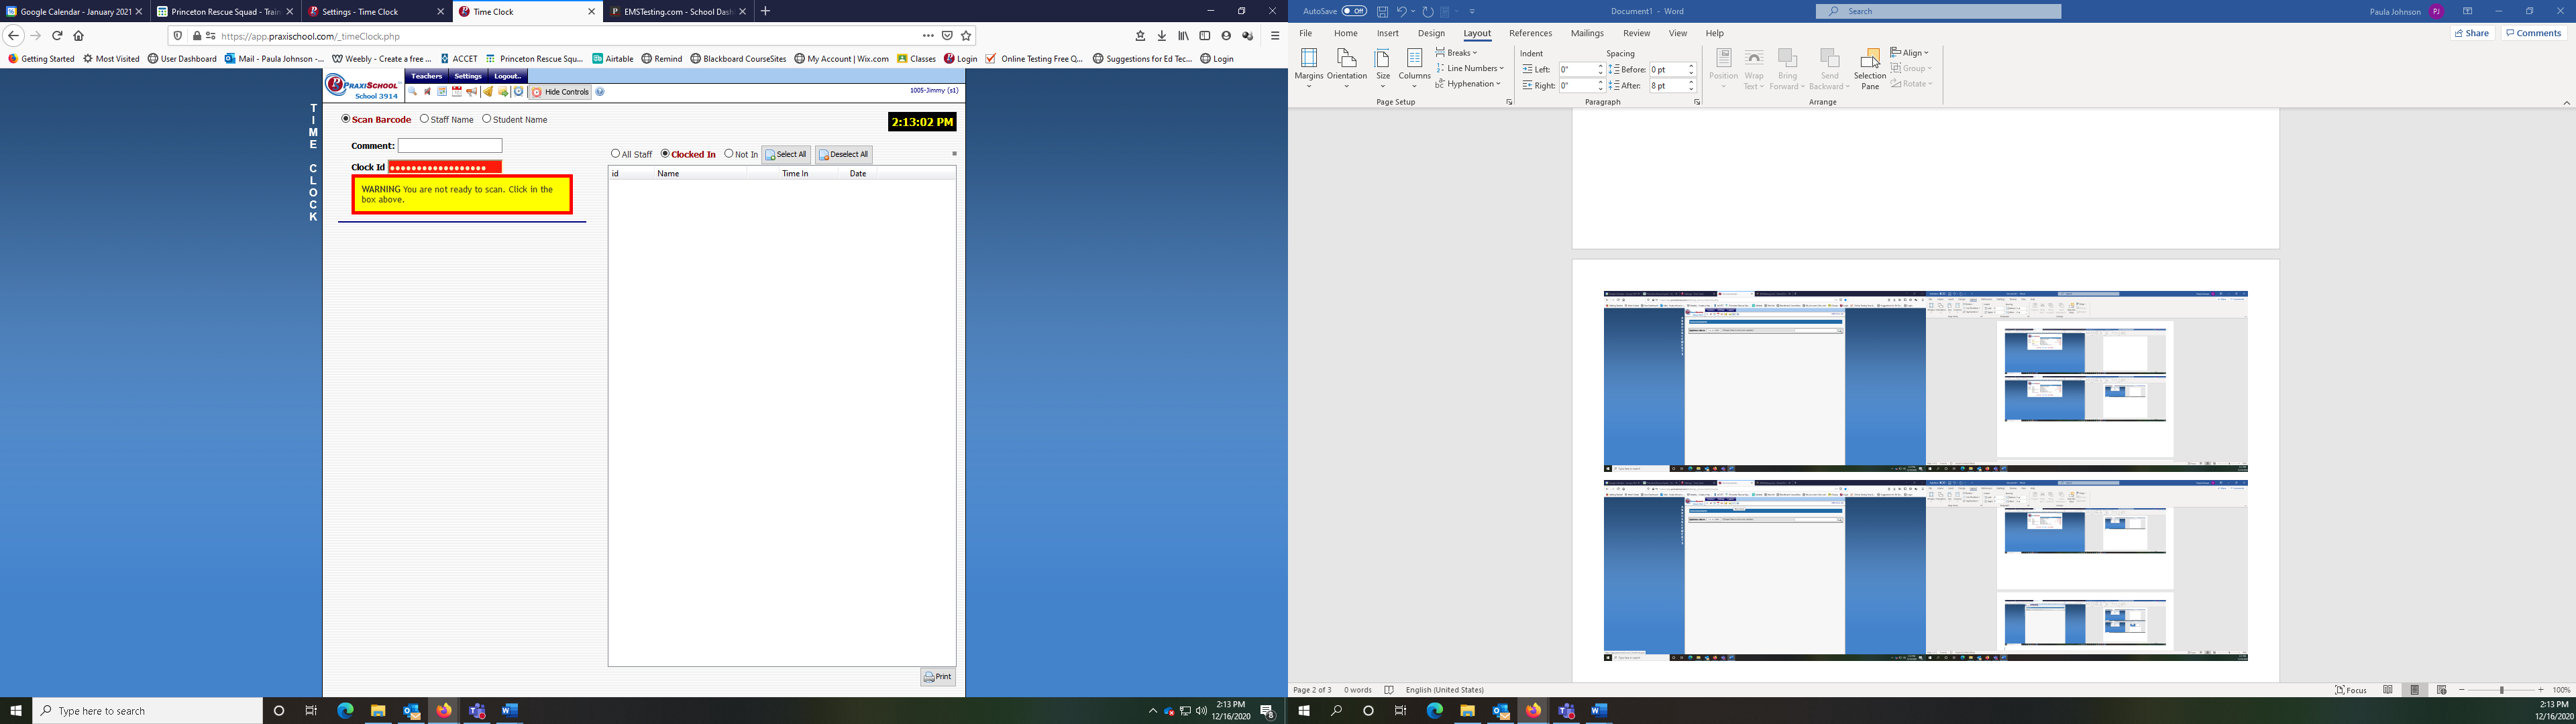 Google Calendar - January 2021
Princeton Rescue Squad - Train
Settings - Time Clock
Time Clock
EMSTesting.com - School Dash
https://app.praxischool.com/_timeClock.php
Getting Started
Most Visited
User Dashboard
Mail - Paula Johnson -...
Weebly - Create a free ...
ACCET
Princeton Rescue Squ...
Airtable
Remind
Blackboard CourseSites
My Account | Wix.com
Classes
Login
Online Testing Free Q...
Suggestions for Ed Tec...
Login
PRAXISCHOOL
School 3914
Teachers Settings Logout..
Hide Controls
1005-Jimmy (s1)
TIME CLOCK
Scan Barcode Staff Name Student Name
2:13:02 PM
Comment:
Clock Id
WARNING You are not ready to scan. Click in the
box above.
All Staff Clocked In Not In Select All Deselect All
id Name Time In Date
Print
Type here to search
2:13 PM
12/16/2020
8
AutoSave Off
Document1 - Word
Search
Paula Johnson PJ
File Home Insert Design Layout References Mailings Review View Help
Share Comments
Margins
Orientation
Size
Columns
Breaks
Line Numbers
Hyphenation
Page Setup
Indent
Left: 0"
Right: 0"
Spacing
Before: 0 pt
After: 8 pt
Paragraph
Position
Wrap
Text
Bring
Forward
Send
Backward
Selection
Pane
Align
Group
Rotate
Arrange
Page 2 of 3 0 words English (United States)
Focus
100%
2:13 PM
12/16/2020